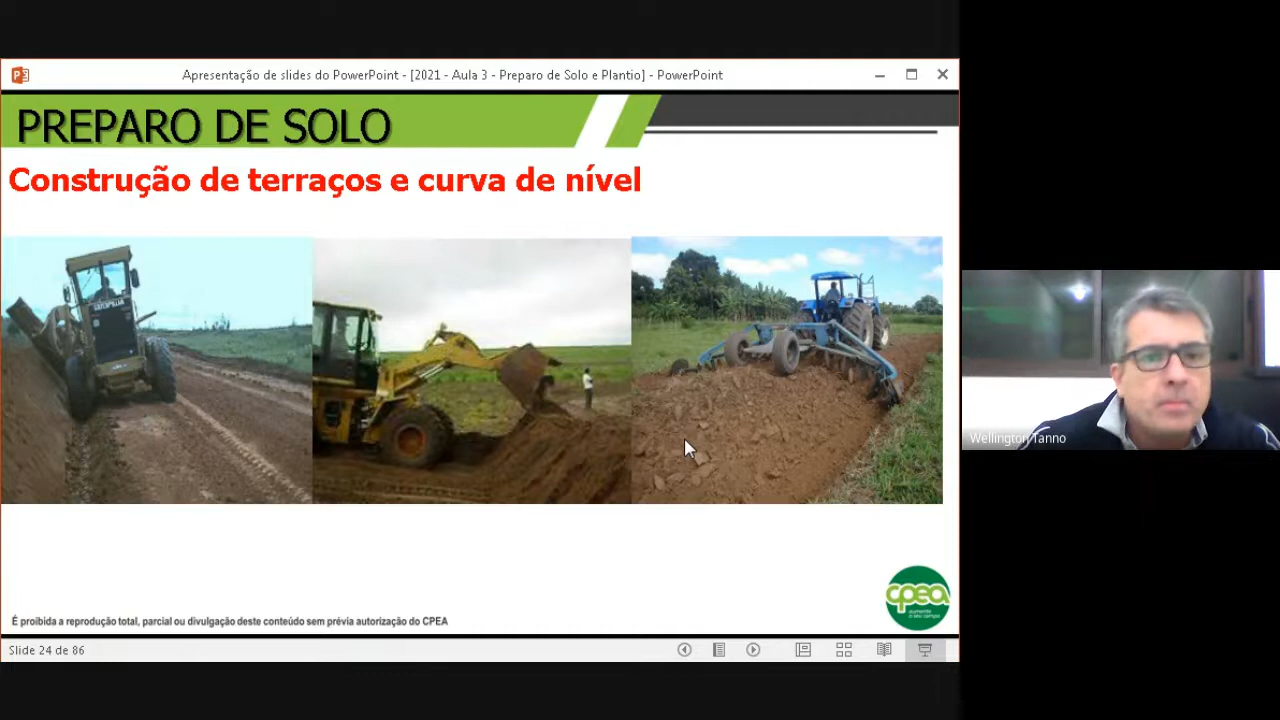 Apresentação de slides do PowerPoint - [2021 - Aula 3 - Preparo de Solo e Plantio] - PowerPoint
PREPARO DE SOLO
Construção de terraços e curva de nível
CATERPILLAR
Wellington Tanno
cpea
É proibida a reprodução total, parcial ou divulgação deste conteúdo sem prévia autorização do CPEA
Slide 24 de 86